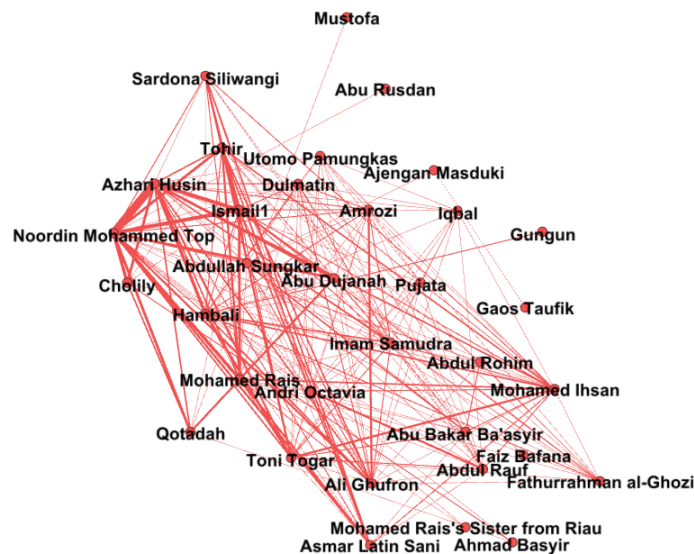 Mustofa
Sardona Siliwangi
Abu Rusdan
Tohir
Utomo Pamungkas
Ajengan Masduki
Azhari Husin
Dulmatin
Ismail1
Amrozi
Iqbal
Noordin Mohammed Top
Gungun
Abdullah Sungkar
Abu Dujanah
Pujata
Cholily
Gaos Taufik
Hambali
Imam Samudra
Abdul Rohim
Mohamed Rais
Andri Octavia
Mohamed Ihsan
Qotadah
Abu Bakar Ba'asyir
Toni Togar
Faiz Bafana
Abdul Rauf
Ali Ghufron
Fathurrahman al-Ghozi
Mohamed Rais's Sister from Riau
Asmar Latin Sani
Ahmad Basyir